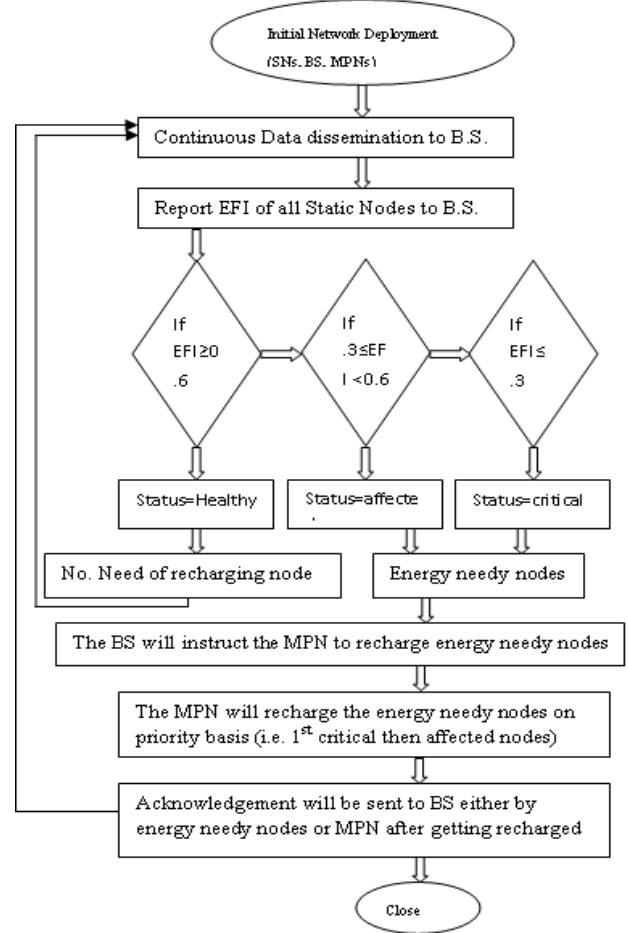 Initial Network Deployment
(SNs, BS, MPNs)
Continuous Data dissemination to B.S.
Report EFI of all Static Nodes to B.S.
If
EFI≥0
.6
If
.3≤EF
I <0.6
If
EFI≤
.3
Status=Healthy
Status=affecte
Status=critical
No. Need of recharging node
Energy needy nodes
The BS will instruct the MPN to recharge energy needy nodes
The MPN will recharge the energy needy nodes on
priority basis (i.e. 1st critical then affected nodes)
Acknowledgement will be sent to BS either by
energy needy nodes or MPN after getting recharged
Close